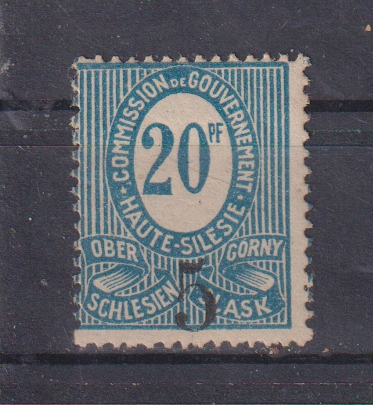 COMMISSION DE GOUVERNEMENT
20 PF
HAUTE-SILESIE
OBER GORNY
SCHLESIEN 5 ASK